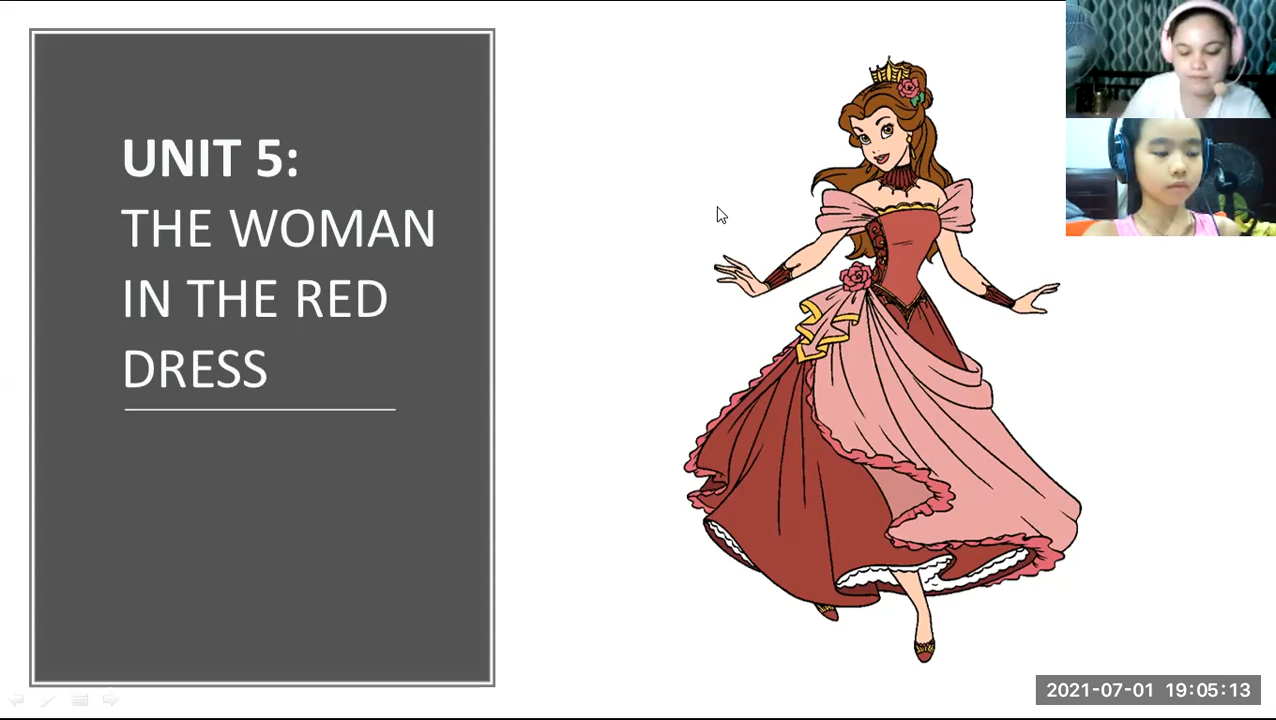 UNIT 5:
THE WOMAN
IN THE RED
DRESS
2021-07-01 19:05:13